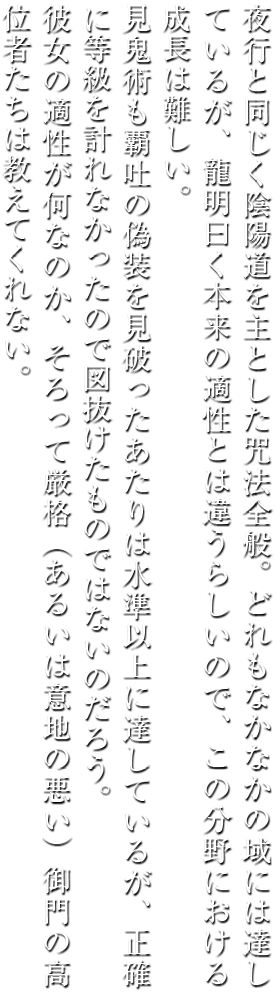 夜行と同じく陰陽道を主とした咒法全般。どれもなかなかの域には達し
ているが、龍明曰く本来の適性とは違うらしいので、この分野における
成長は難しい。
見鬼術も覇吐の偽装を見破ったあたりは水準以上に達しているが、正確
に等級を計れなかったので図抜けたものではないのだろう。
彼女の適性が何なのか、そろって厳格（あるいは意地の悪い）御門の高
位者たちは教えてくれない。